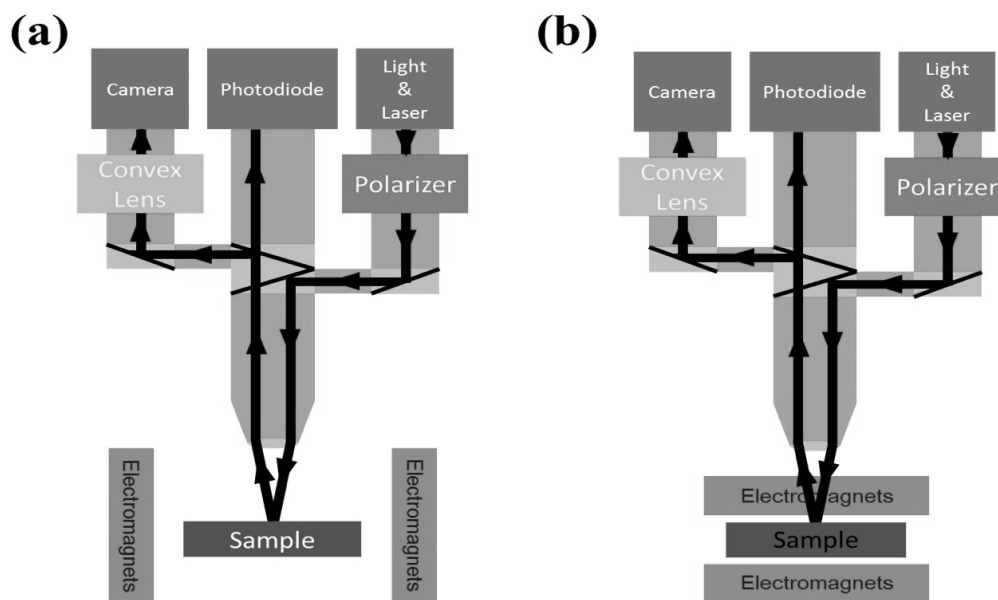 (a)
Camera
Photodiode
Light
&
Laser
Convex
Lens
Polarizer
Electromagnets
Electromagnets
Sample
(b)
Camera
Photodiode
Light
&
Laser
Convex
Lens
Polarizer
Electromagnets
Sample
Electromagnets